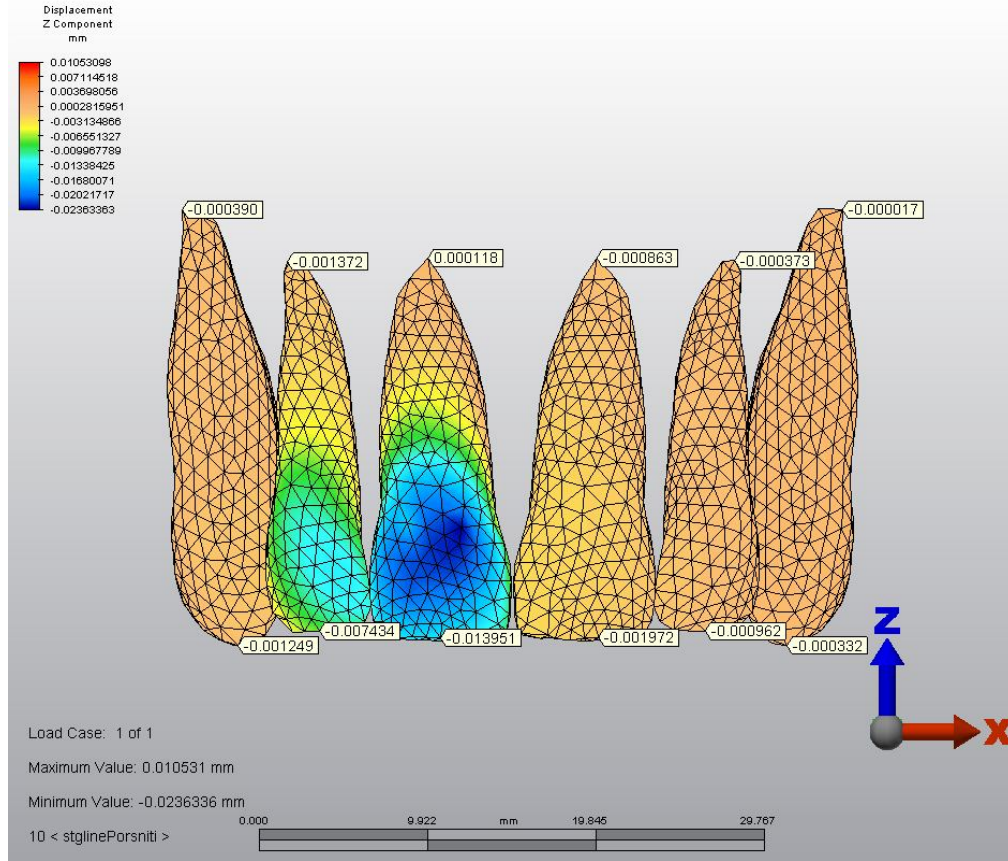 Displacement
Z Component
mm
0.01053098
0.007114518
0.003698056
0.0002815951
-0.003134866
-0.006551327
-0.009967789
-0.01338425
-0.01680071
-0.02021717
-0.02363363
-0.000390
-0.001372
0.000118
-0.000863
-0.000373
-0.000017
-0.001249
-0.007434
-0.013951
-0.001972
-0.000962
-0.000332
Z
X
Load Case: 1 of 1
Maximum Value: 0.010531 mm
Minimum Value: -0.0236336 mm
10 < stglinePorsniti >
0.000 9.922 mm 19.845 29.767